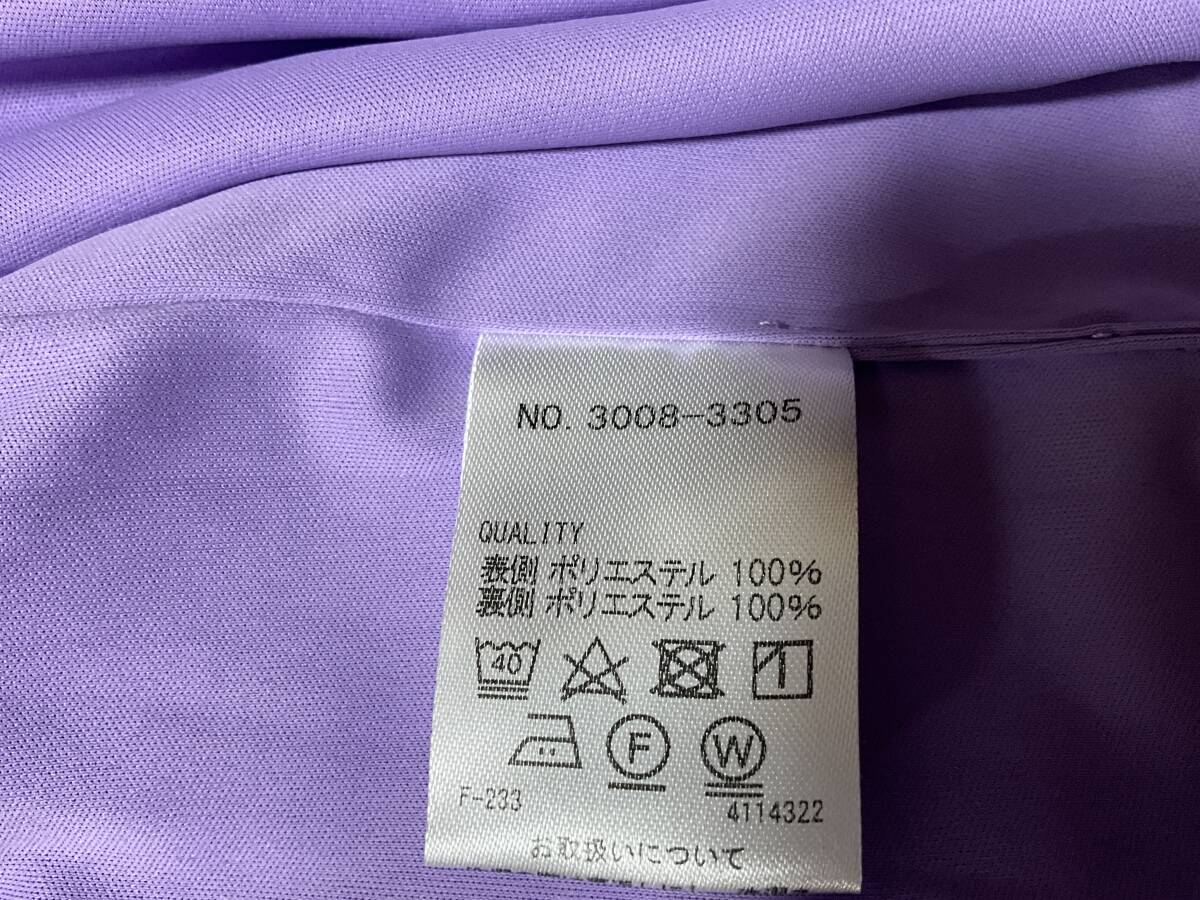 NO. 3008-3305
QUALITY
表側 ポリエステル 100%
裏側 ポリエステル 100%
40
F W
F-233
4114322
お取扱いについて